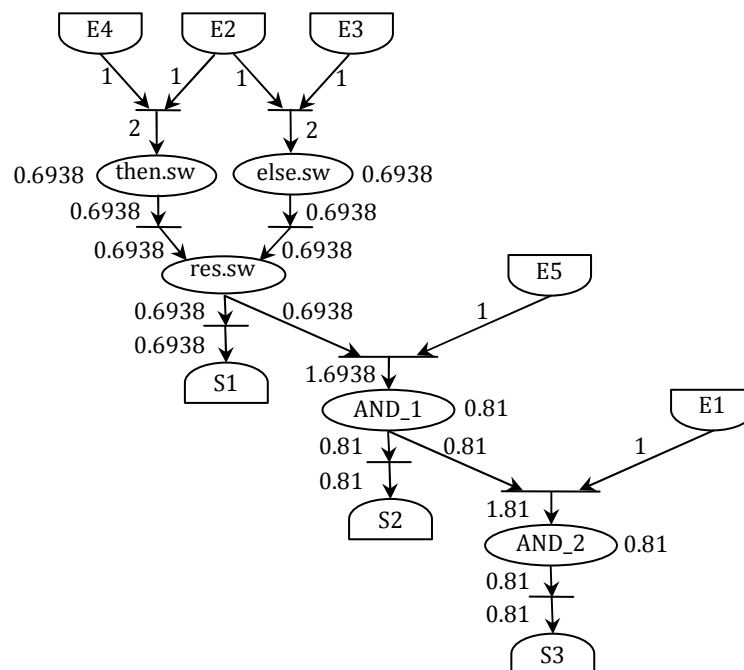 E4 E2 E3
1 1 1 1
2 2
0.6938 then.sw else.sw 0.6938
0.6938 0.6938
0.6938 0.6938
res.sw
E5
0.6938 0.6938 1
0.6938
1.6938
S1
AND_1 0.81
E1
0.81 0.81 1
0.81
1.81
S2
AND_2 0.81
0.81
0.81
S3